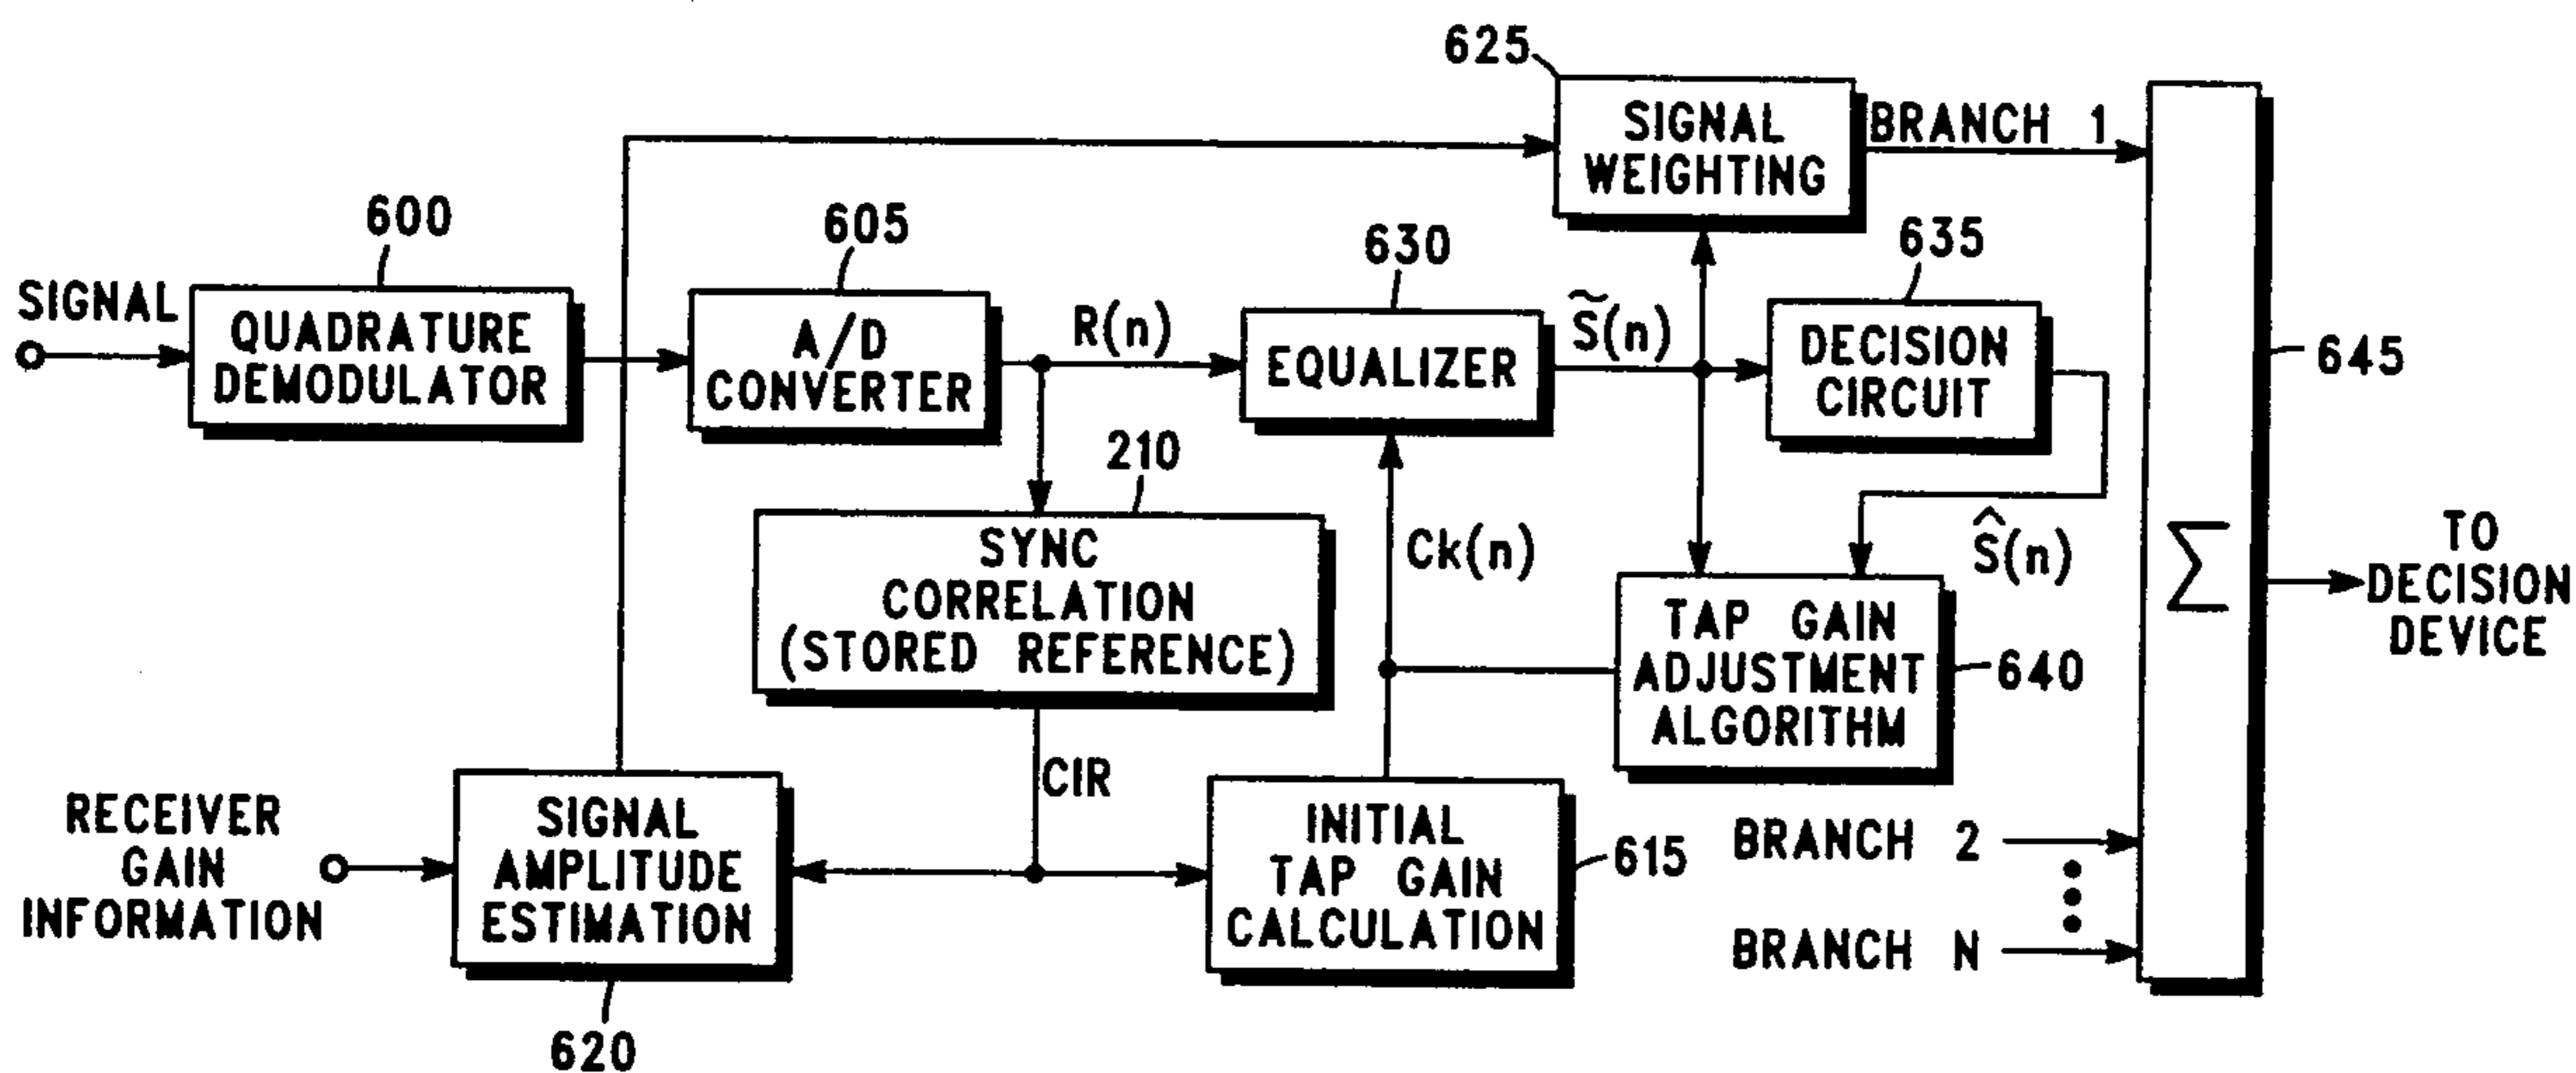 625
SIGNAL
WEIGHTING
BRANCH 1
600
605
630
635
SIGNAL
QUADRATURE
DEMODULATOR
A/D
CONVERTER
R(n)
EQUALIZER
S̃(n)
DECISION
CIRCUIT
645
210
SYNC
CORRELATION
(STORED REFERENCE)
Ck(n)
Ŝ(n)
TAP GAIN
ADJUSTMENT
ALGORITHM
640
∑
TO
DECISION
DEVICE
CIR
RECEIVER
GAIN
INFORMATION
SIGNAL
AMPLITUDE
ESTIMATION
620
INITIAL
TAP GAIN
CALCULATION
615
BRANCH 2
BRANCH N